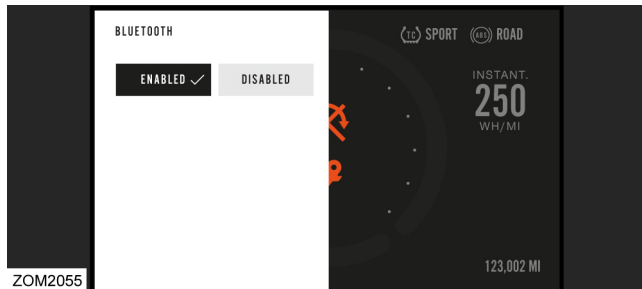 BLUETOOTH
ENABLED
DISABLED
TC SPORT
ABS ROAD
INSTANT.
250
WH/MI
123,002 MI
ZOM2055